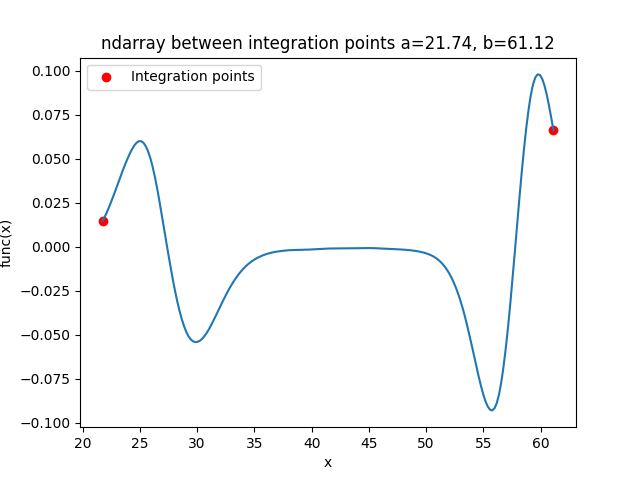 ndarray between integration points a=21.74, b=61.12
Integration points
0.100
0.075
0.050
0.025
0.000
−0.025
−0.050
−0.075
−0.100
func(x)
20 25 30 35 40 45 50 55 60
x